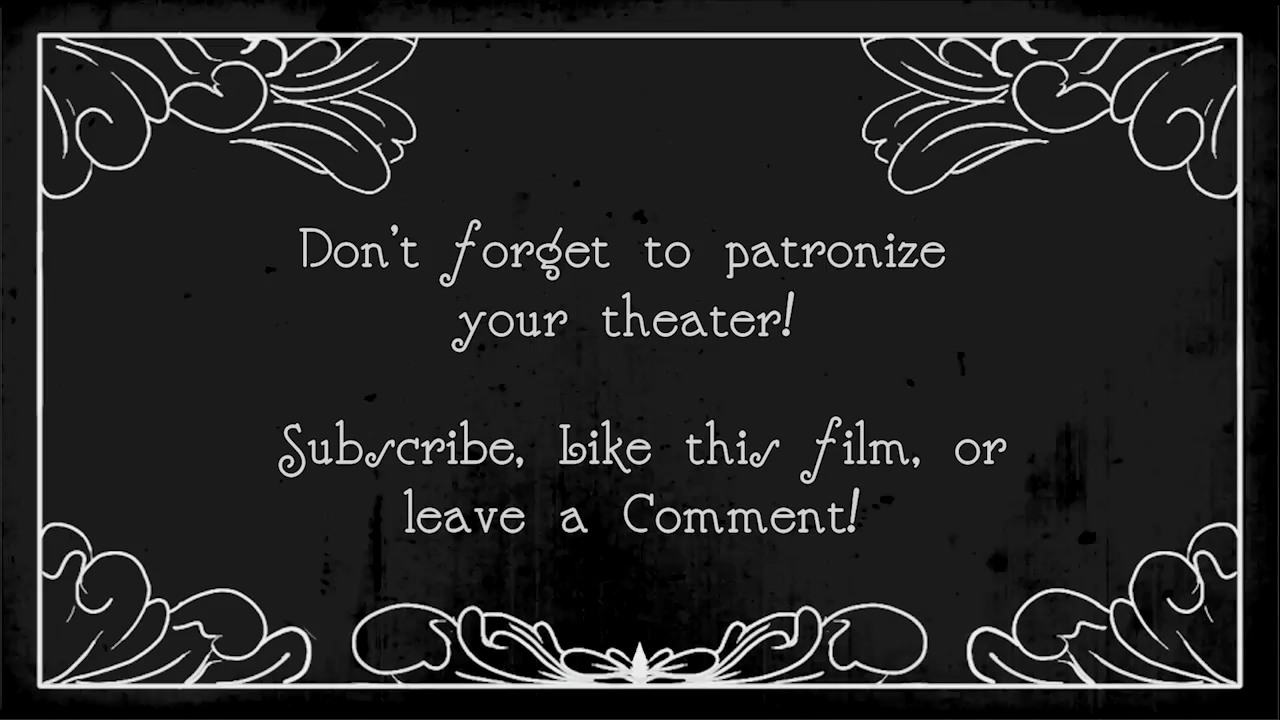 Don't forget to patronize
your theater!
Subscribe, Like this film, or
leave a Comment!